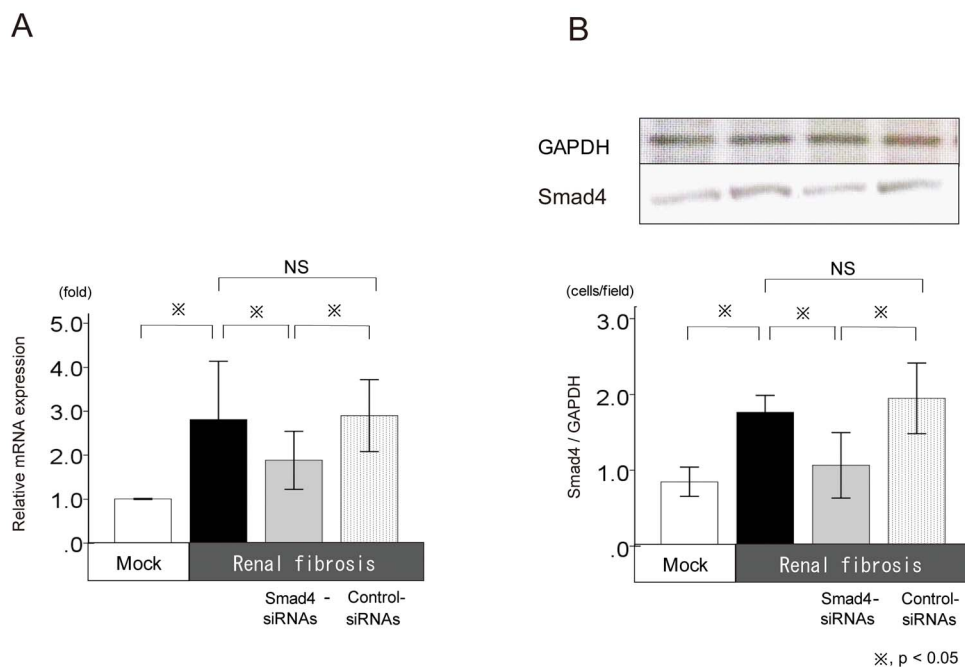 A
B
GAPDH
Smad4
NS
(fold)
※ ※ ※
Relative mRNA expression
5.0
4.0
3.0
2.0
1.0
.0
Mock
Renal fibrosis
Smad4 - siRNAs
Control- siRNAs
NS
(cells/field)
※ ※ ※
Smad4 / GAPDH
3.0
2.0
1.0
.0
Mock
Renal fibrosis
Smad4- siRNAs
Control- siRNAs
※, p < 0.05